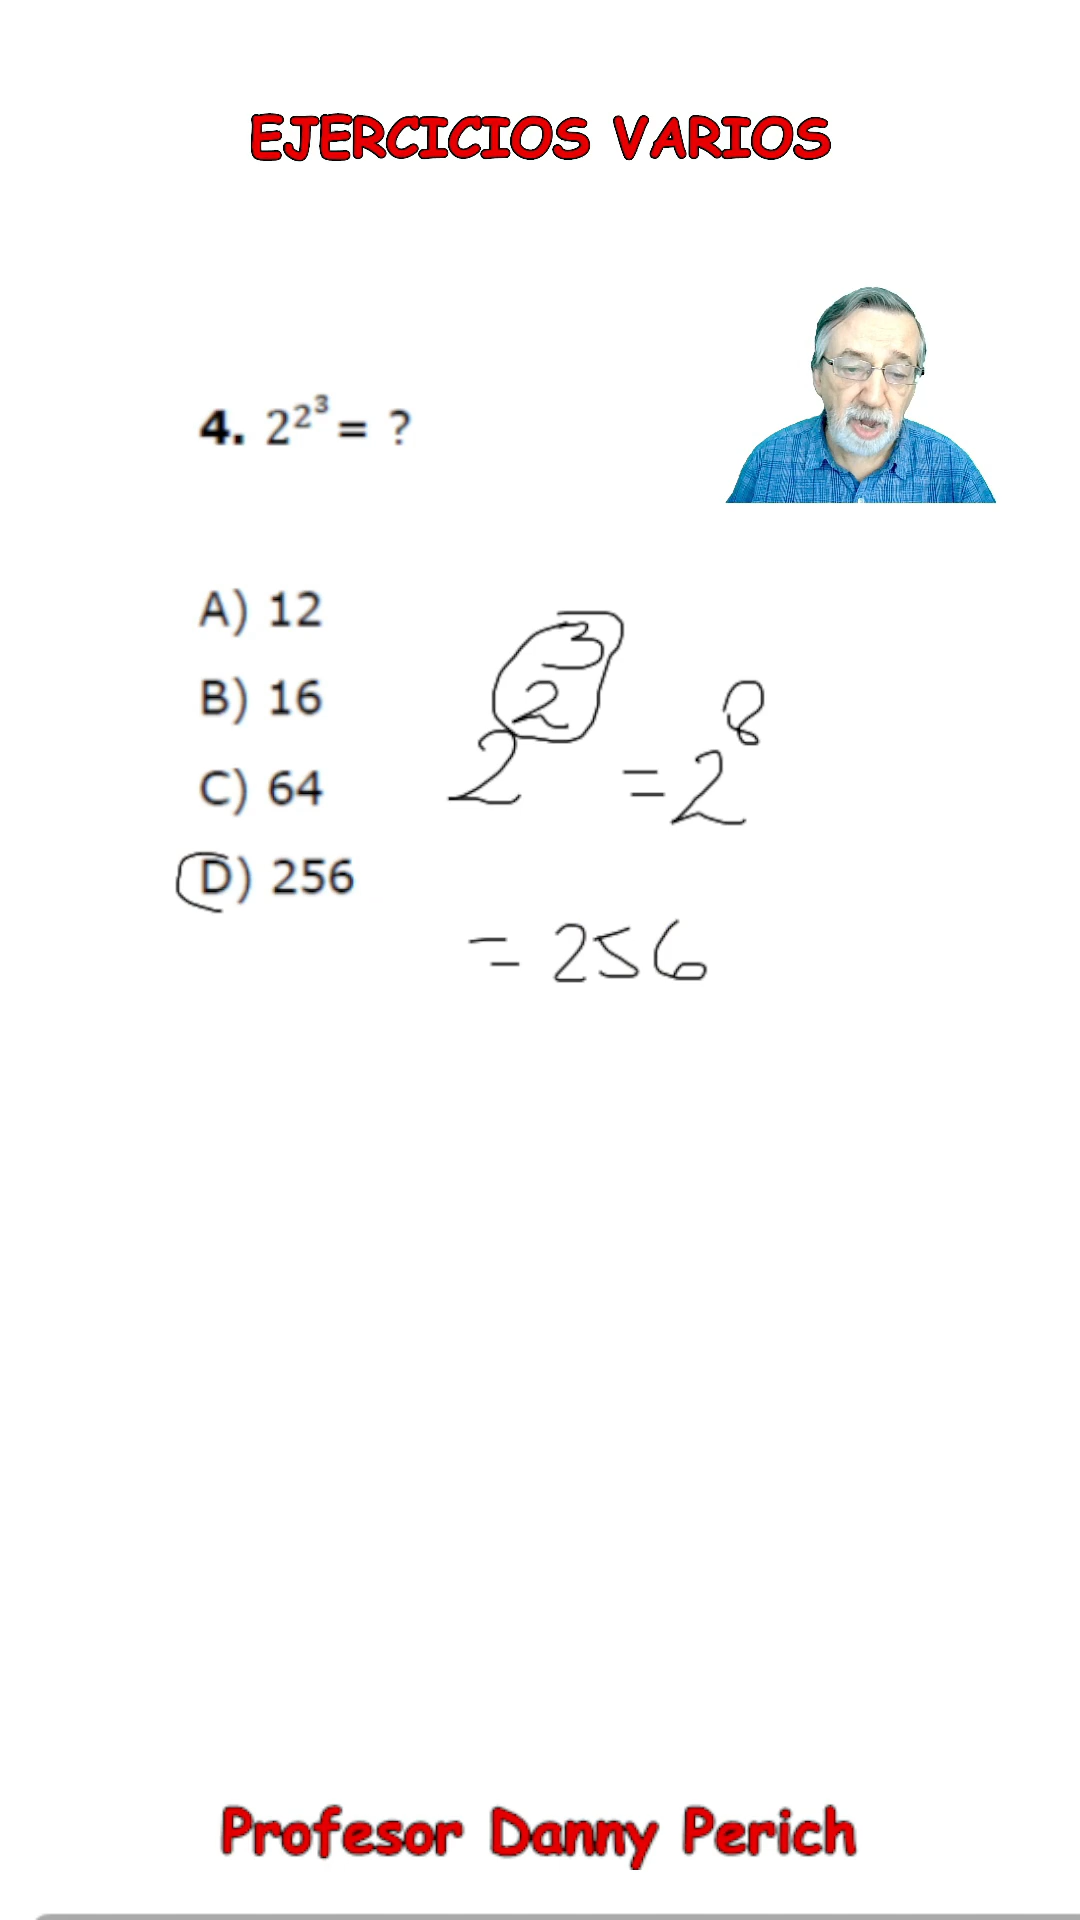 EJERCICIOS VARIOS
4. 2^2^3 = ?
A) 12
B) 16
C) 64
D) 256
2^2^3 = 2^8
= 256
Profesor Danny Perich